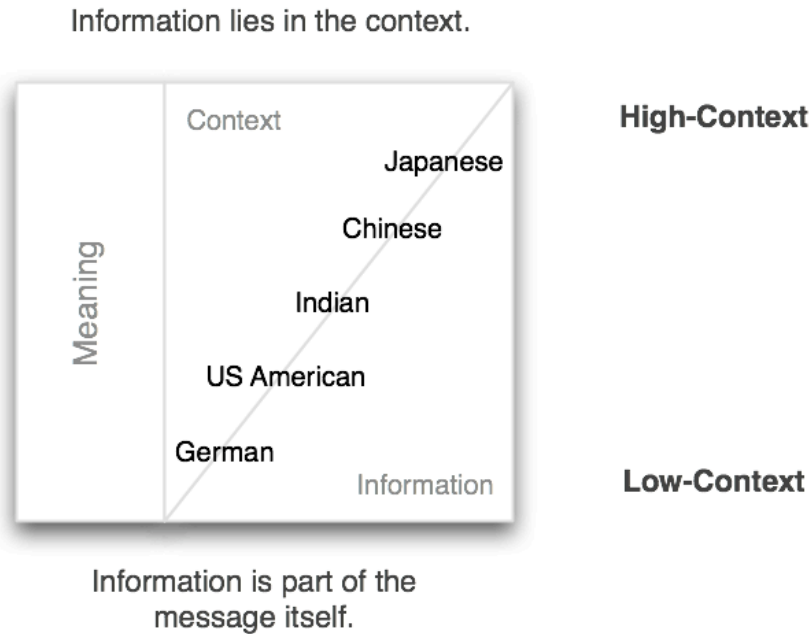 Information lies in the context.
Context
High-Context
Japanese
Chinese
Meaning
Indian
US American
German
Information
Low-Context
Information is part of the
message itself.